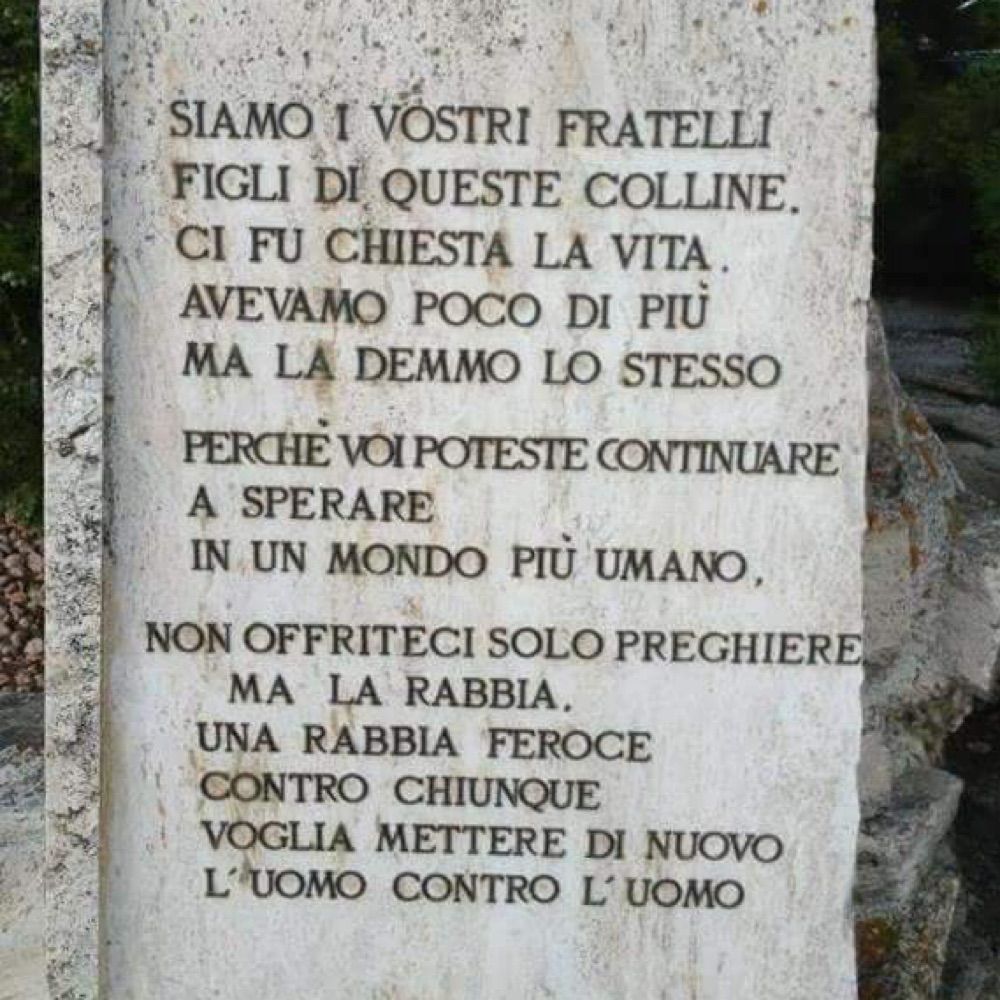 SIAMO I VOSTRI FRATELLI
FIGLI DI QUESTE COLLINE.
CI FU CHIESTA LA VITA.
AVEVAMO POCO DI PIÙ
MA LA DEMMO LO STESSO
PERCHÈ VOI POTESTE CONTINUARE
A SPERARE
IN UN MONDO PIÙ UMANO,
NON OFFRITECI SOLO PREGHIERE
MA LA RABBIA.
UNA RABBIA FEROCE
CONTRO CHIUNQUE
VOGLIA METTERE DI NUOVO
L'UOMO CONTRO L'UOMO